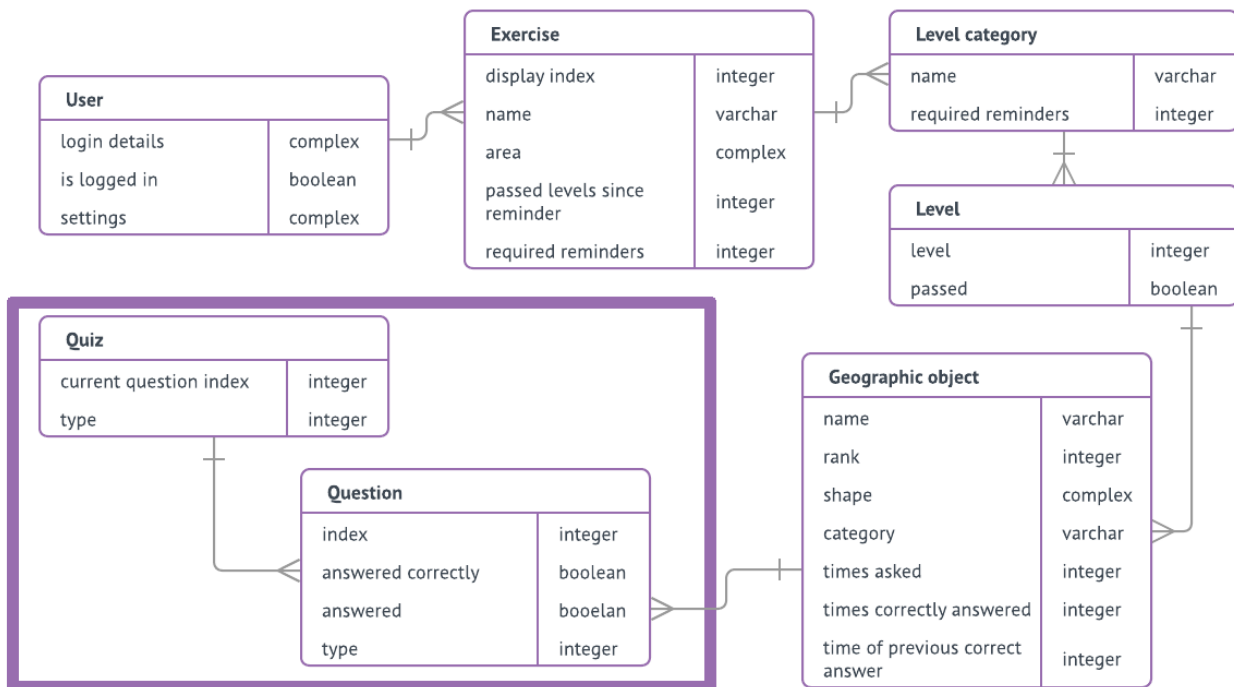 User
login details complex
is logged in boolean
settings complex
Exercise
display index integer
name varchar
area complex
passed levels since
reminder integer
required reminders integer
Level category
name varchar
required reminders integer
Level
level integer
passed boolean
Quiz
current question index integer
type integer
Question
index integer
answered correctly boolean
answered booelan
type integer
Geographic object
name varchar
rank integer
shape complex
category varchar
times asked integer
times correctly answered integer
time of previous correct
answer integer